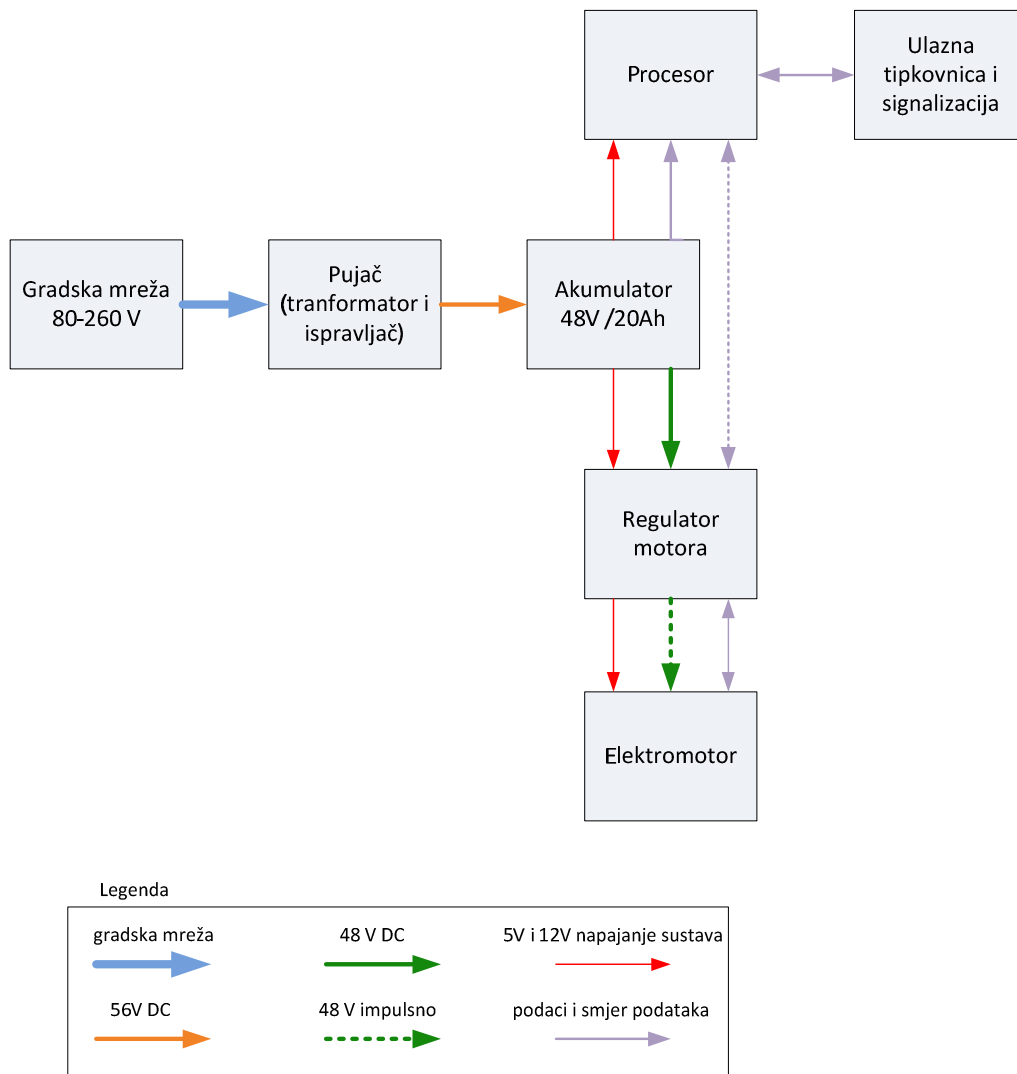 Procesor
Ulazna
tipkovnica i
signalizacija
Gradska mreža
80-260 V
Pujač
(tranformator i
ispravljač)
Akumulator
48V /20Ah
Regulator
motora
Elektromotor
Legenda
gradska mreža
48 V DC
5V i 12V napajanje sustava
56V DC
48 V impulsno
podaci i smjer podataka